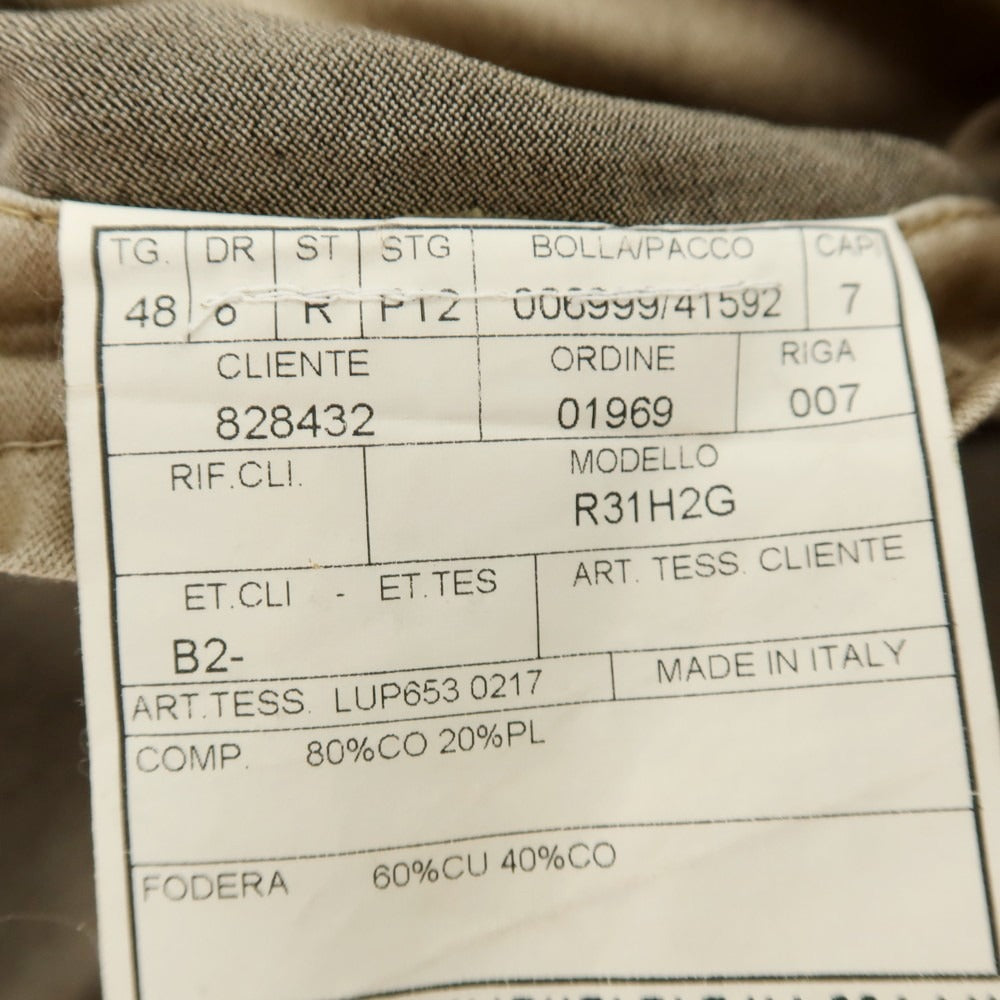 TG. DR ST STG BOLLA/PACCO CAP.
48 6 R P12 006999/41592 7
CLIENTE ORDINE RIGA
828432 01969 007
RIF.CLI. MODELLO
R31H2G
ET.CLI - ET.TES ART. TESS. CLIENTE
B2-
ART.TESS. LUP653 0217 MADE IN ITALY
COMP. 80%CO 20%PL
FODERA 60%CU 40%CO